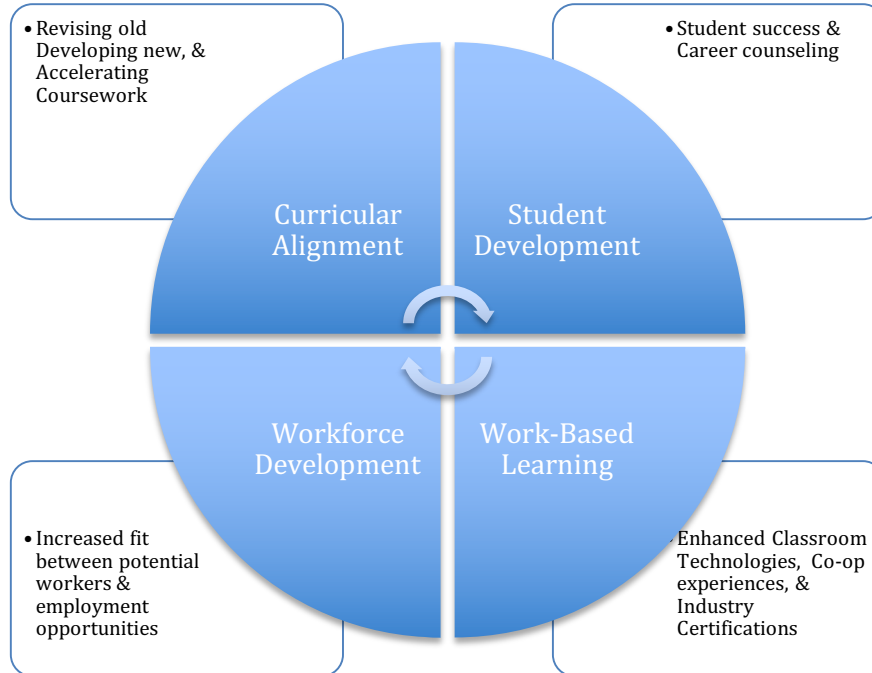 • Revising old
Developing new, &
Accelerating
Coursework
• Student success &
Career counseling
Curricular
Alignment
Student
Development
Workforce
Development
Work-Based
Learning
• Increased fit
between potential
workers &
employment
opportunities
• Enhanced Classroom
Technologies, Co-op
experiences, &
Industry
Certifications